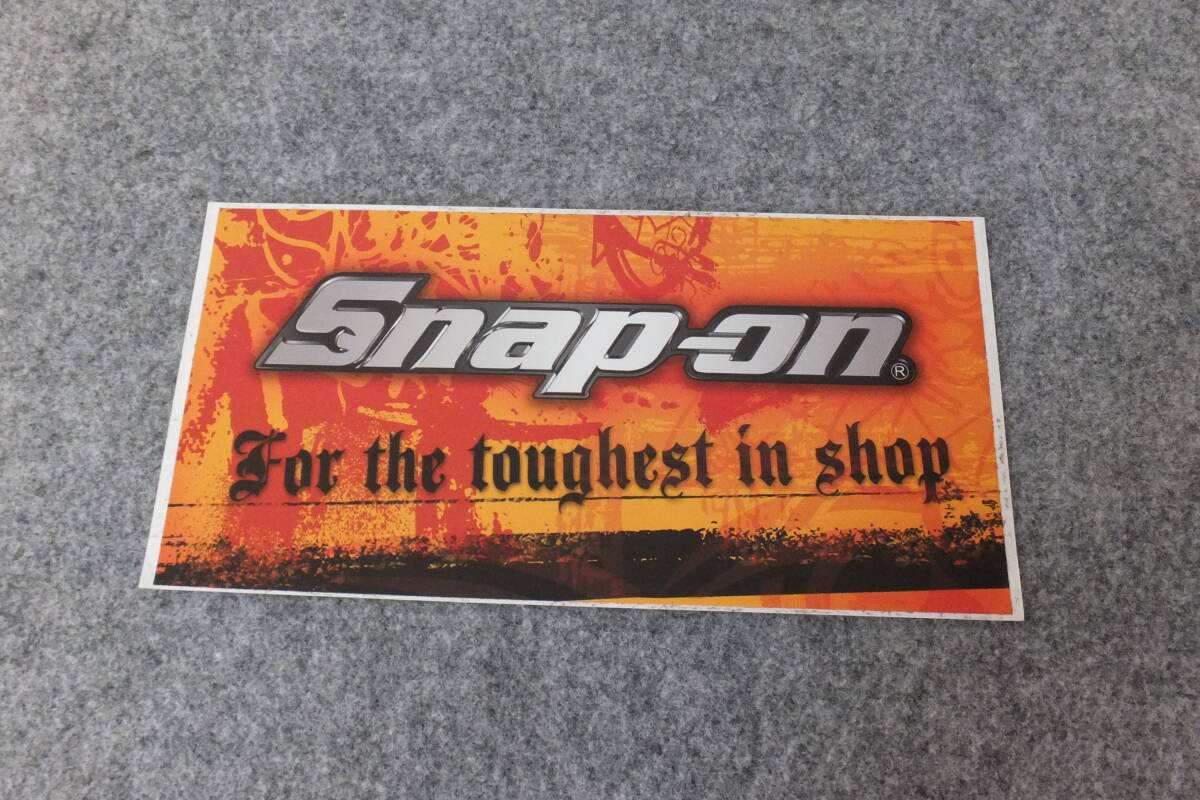 Snap-on®
For the toughest in shop